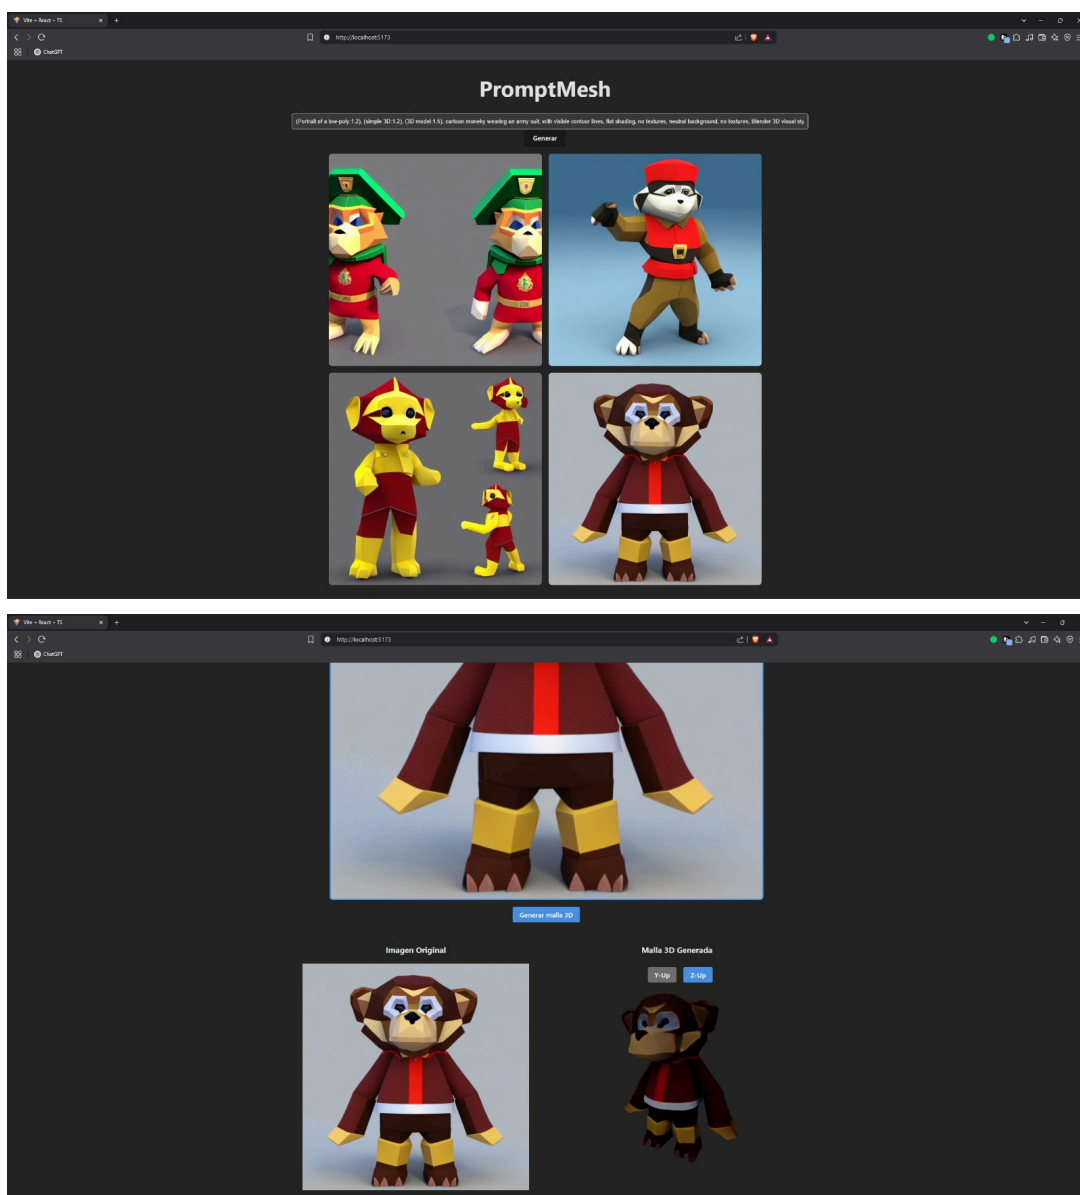 Vite + React + TS
http://localhost:5173
ChatGPT
PromptMesh
(Portrait of a low-poly:1.2), (simple 3D:1.2), (3D model:1.5), cartoon wearing an army suit, with visible contour lines, flat shading, no textures, neutral background, no textures, Blender 3D visual sty
Generar
Vite + React + TS
http://localhost:5173
ChatGPT
Generar malla 3D
Imagen Original
Malla 3D Generada
Y-Up
Z-Up